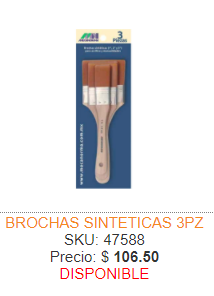 3
Piezas
BROCHAS SINTETICAS 3PZ
SKU: 47588
Precio: $ 106.50
DISPONIBLE